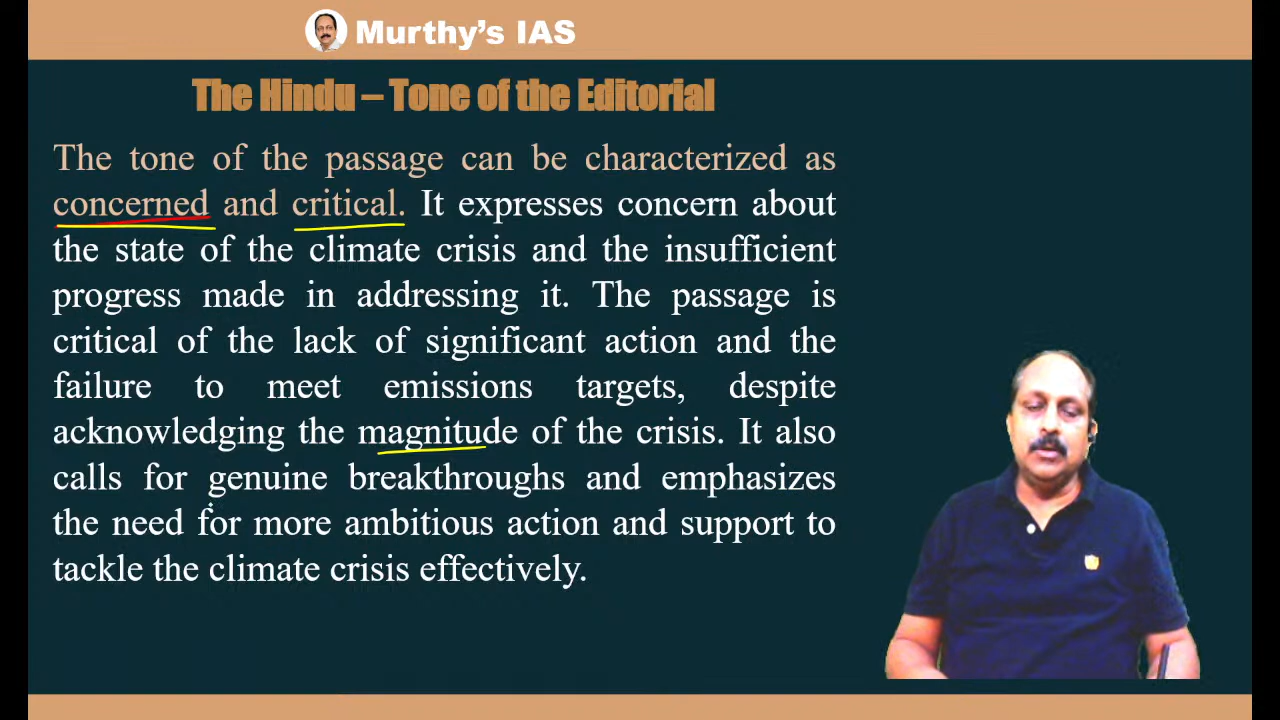 Murthy's IAS
The Hindu – Tone of the Editorial
The tone of the passage can be characterized as
concerned and critical. It expresses concern about
the state of the climate crisis and the insufficient
progress made in addressing it. The passage is
critical of the lack of significant action and the
failure to meet emissions targets, despite
acknowledging the magnitude of the crisis. It also
calls for genuine breakthroughs and emphasizes
the need for more ambitious action and support to
tackle the climate crisis effectively.